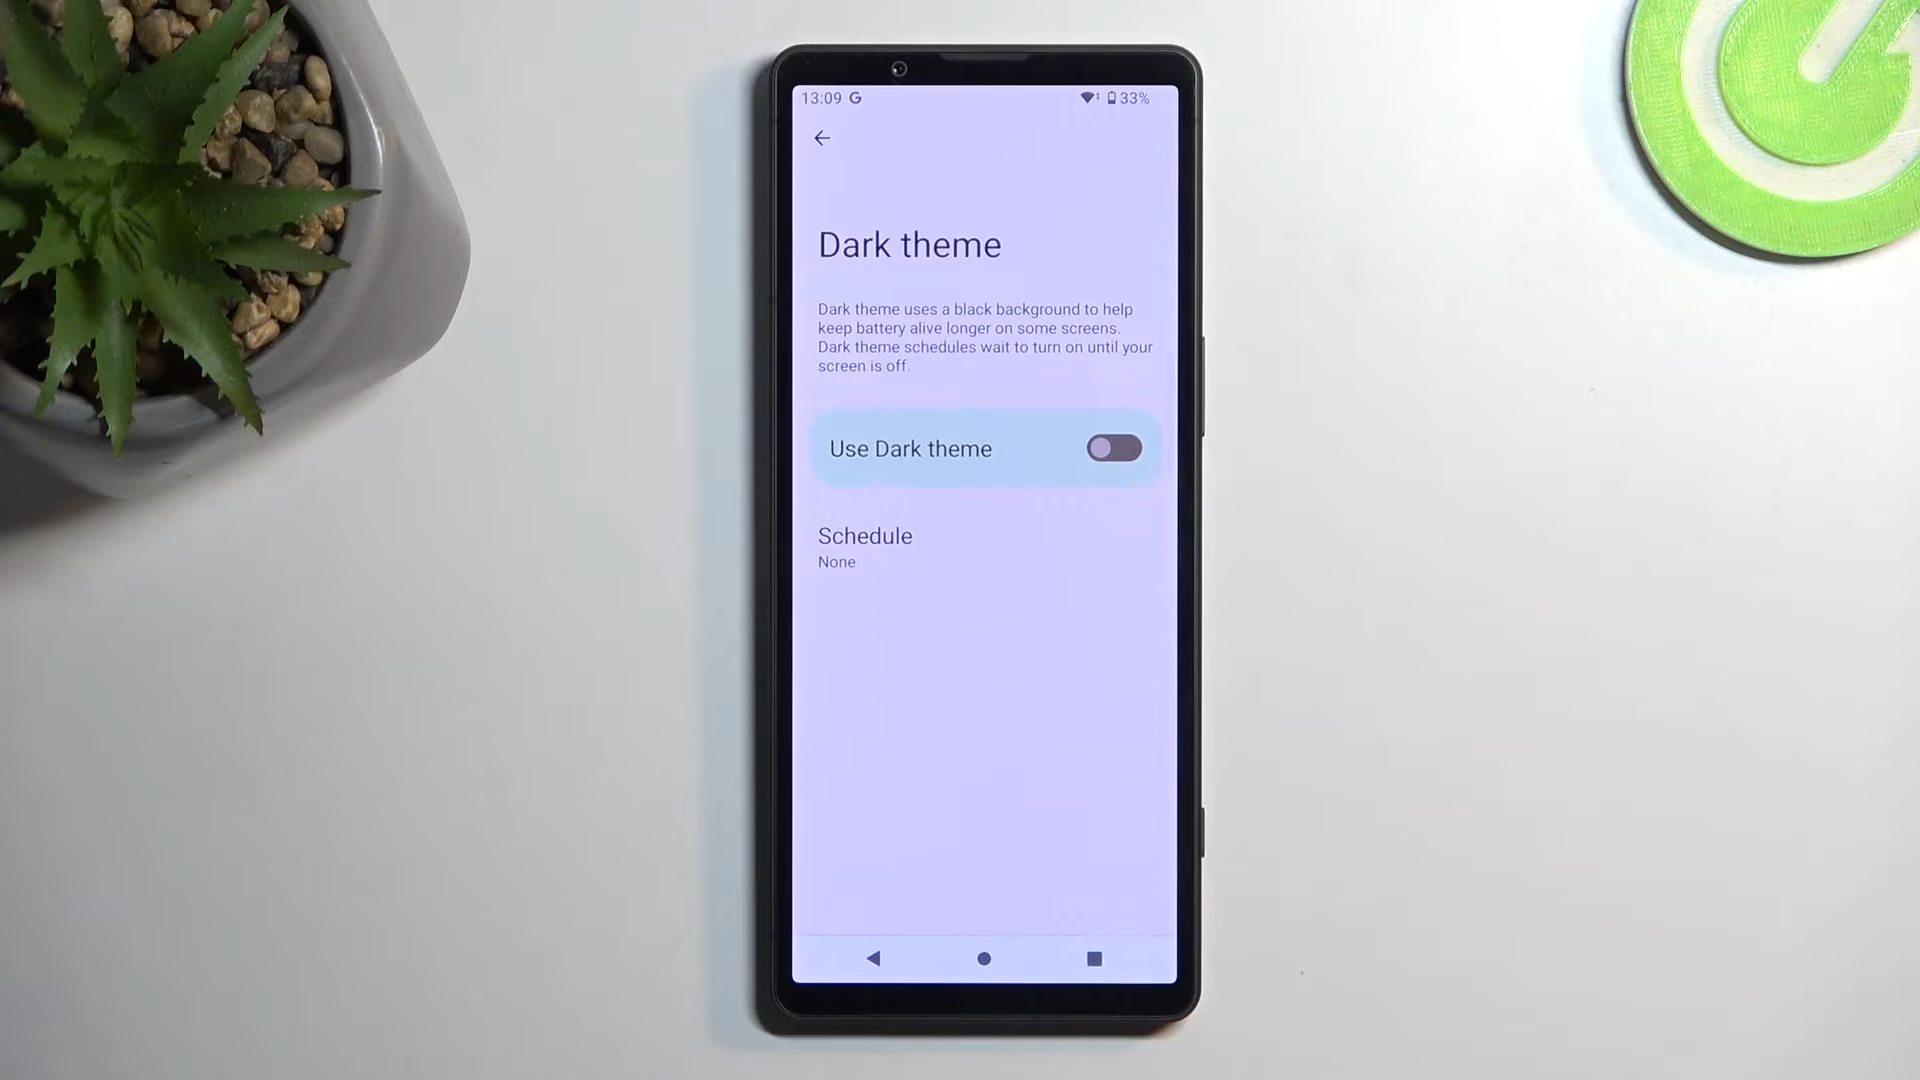 13:09 G 33%
Dark theme
Dark theme uses a black background to help
keep battery alive longer on some screens.
Dark theme schedules wait to turn on until your
screen is off.
Use Dark theme
Schedule
None